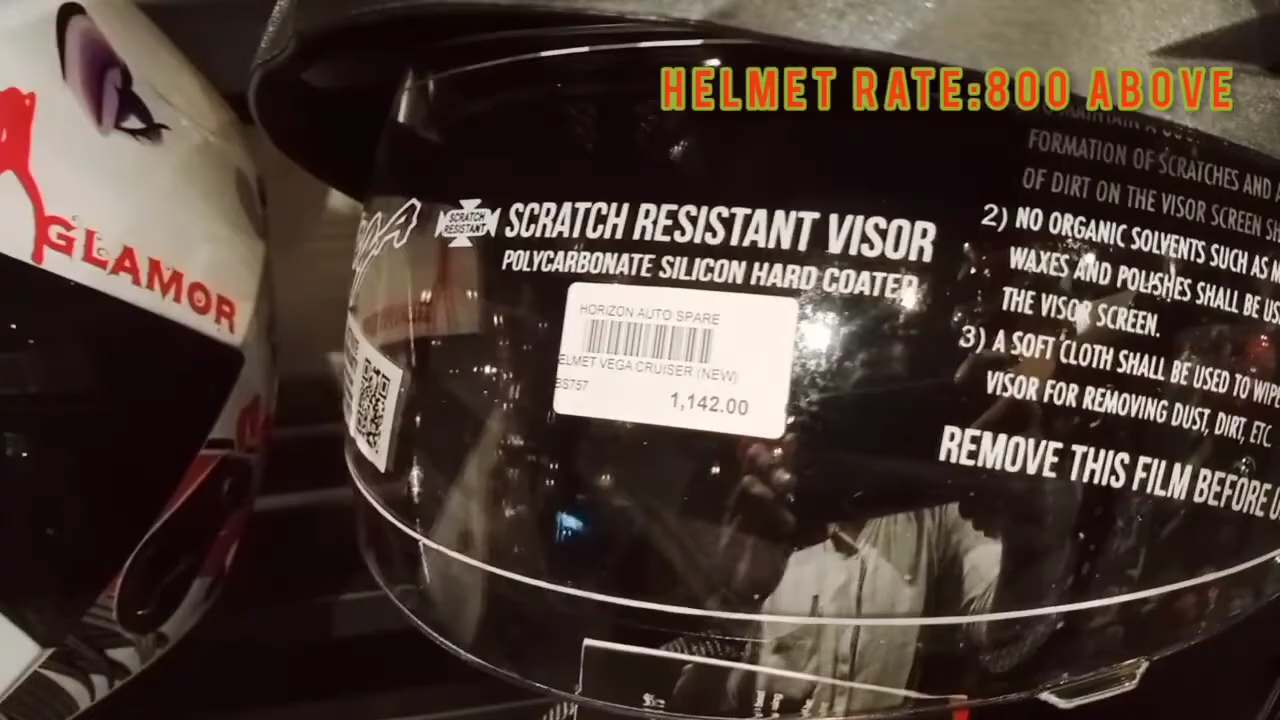 HELMET RATE:800 ABOVE
GLAMOR
SCRATCH
RESISTANT
SCRATCH RESISTANT VISOR
POLYCARBONATE SILICON HARD COATED
HORIZON AUTO SPARE
ELMET VEGA CRUISER (NEW)
BS757
1,142.00
FORMATION OF SCRATCHES AND
OF DIRT ON THE VISOR SCREEN
2) NO ORGANIC SOLVENTS SUCH AS
WAXES AND POLISHES SHALL BE
THE VISOR SCREEN.
3) A SOFT CLOTH SHALL BE USED TO WIPE
VISOR FOR REMOVING DUST, DIRT, ETC.
REMOVE THIS FILM BEFORE